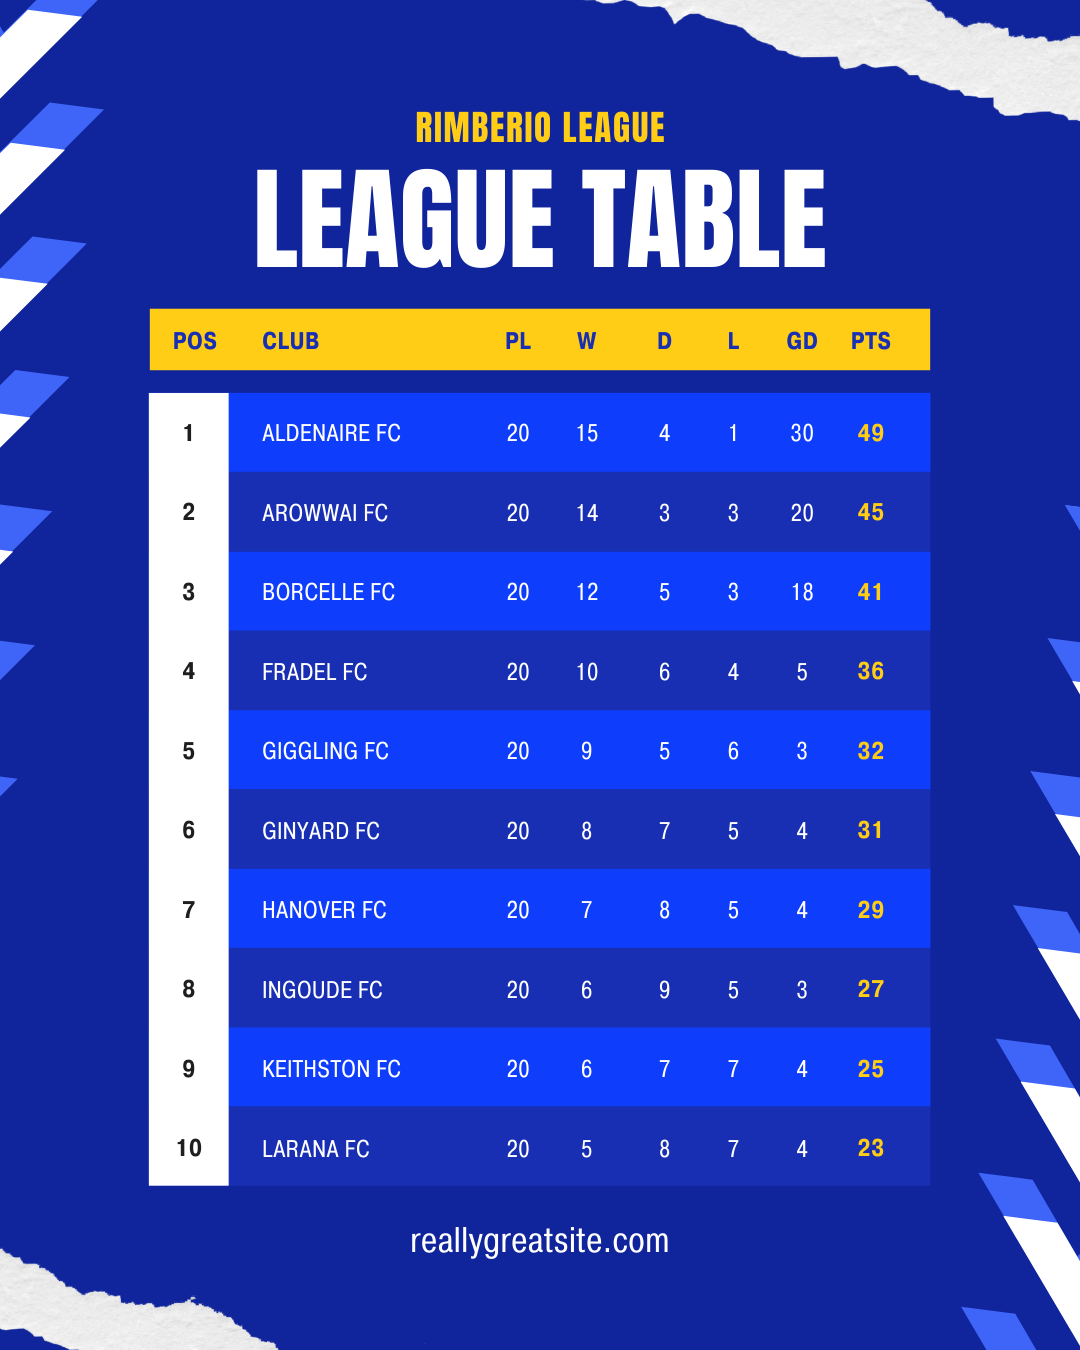 RIMBERIO LEAGUE
LEAGUE TABLE
POS CLUB PL W D L GD PTS
1 ALDENAIRE FC 20 15 4 1 30 49
2 AROWWAI FC 20 14 3 3 20 45
3 BORCELLE FC 20 12 5 3 18 41
4 FRADEL FC 20 10 6 4 5 36
5 GIGGLING FC 20 9 5 6 3 32
6 GINYARD FC 20 8 7 5 4 31
7 HANOVER FC 20 7 8 5 4 29
8 INGOUDE FC 20 6 9 5 3 27
9 KEITHSTON FC 20 6 7 7 4 25
10 LARANA FC 20 5 8 7 4 23
reallygreatsite.com